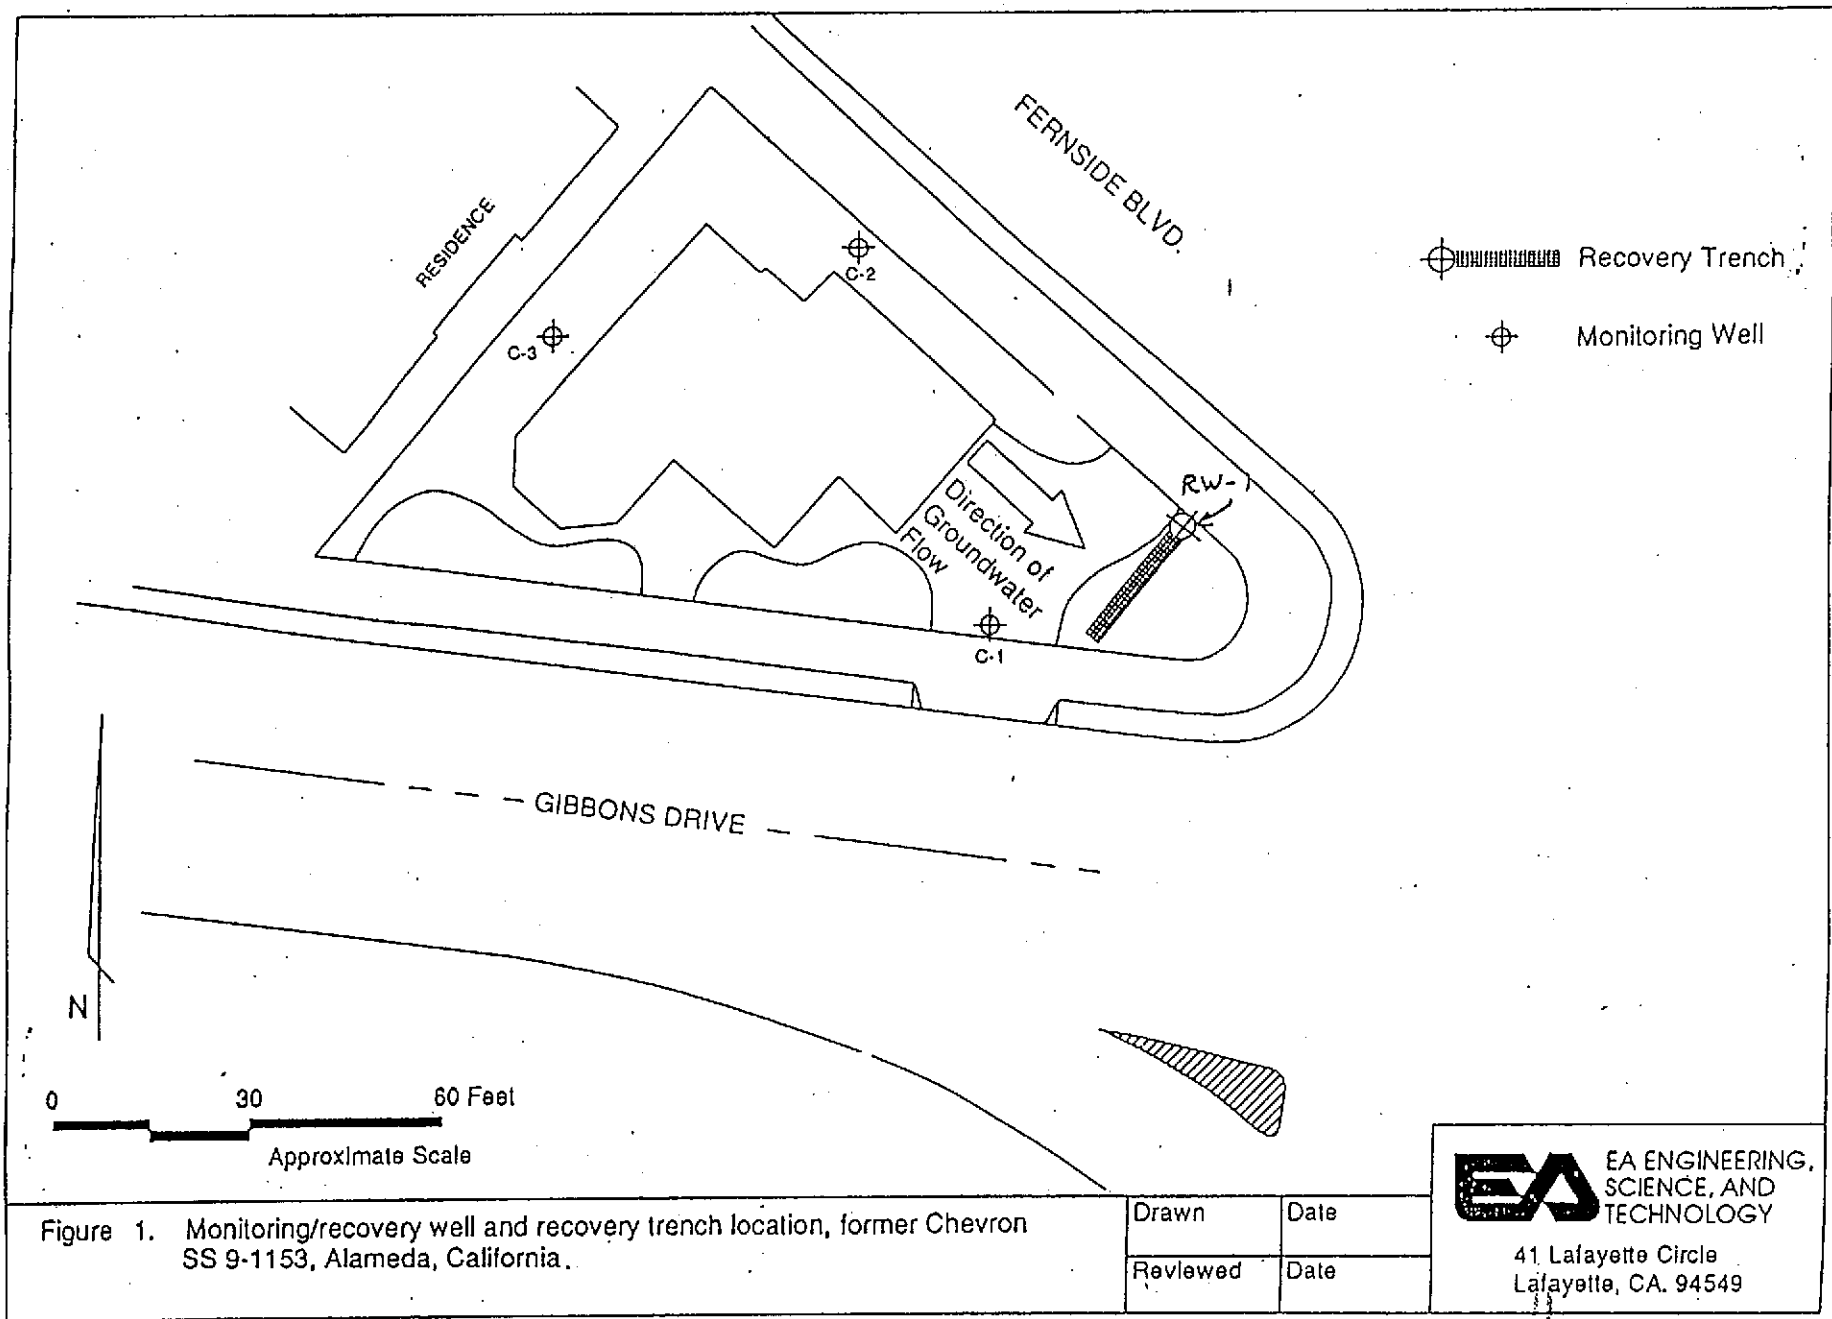 FERNSIDE BLVD.
RESIDENCE
C-2
C-3
Recovery Trench
Monitoring Well
RW-1
Direction of
Groundwater
Flow
C-1
GIBBONS DRIVE
N
0 30 60 Feet
Approximate Scale
Figure 1. Monitoring/recovery well and recovery trench location, former Chevron
SS 9-1153, Alameda, California.
Drawn Date
Reviewed Date
EA
EA ENGINEERING,
SCIENCE, AND
TECHNOLOGY
41 Lafayette Circle
Lafayette, CA. 94549